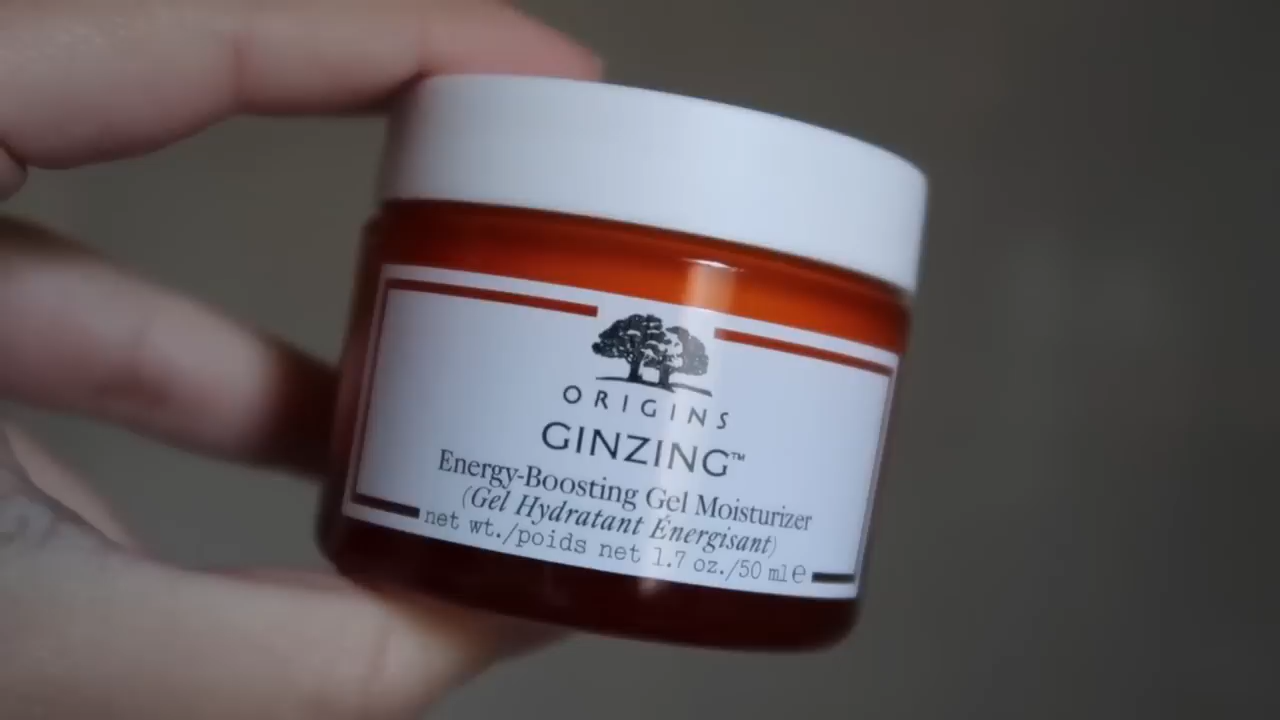 ORIGINS
GINZING™
Energy-Boosting Gel Moisturizer
(Gel Hydratant Énergisant)
net wt./poids net 1.7 oz./50 ml e